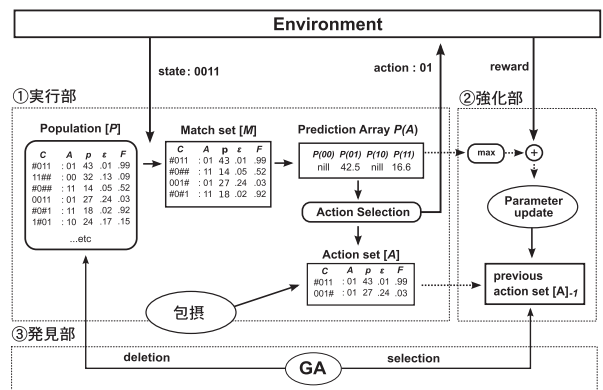 Environment
state: 0011
action : 01
reward
①実行部
②強化部
Population [P]
C A p ε F
#011 : 01 43 .01 .99
11## : 00 32 .13 .09
#0## : 11 14 .05 .52
0011 : 01 27 .24 .03
#0#1 : 11 18 .02 .92
1#01 : 10 24 .17 .15
...etc
Match set [M]
C A p ε F
#011 : 01 43 .01 .99
#0## : 11 14 .05 .52
001# : 01 27 .24 .03
#0#1 : 11 18 .02 .92
Prediction Array P(A)
P(00) P(01) P(10) P(11)
nill 42.5 nill 16.6
max
+
Action Selection
Parameter
update
Action set [A]
C A p ε F
#011 : 01 43 .01 .99
001# : 01 27 .24 .03
previous
action set [A]-1
包摂
③発見部
deletion
GA
selection